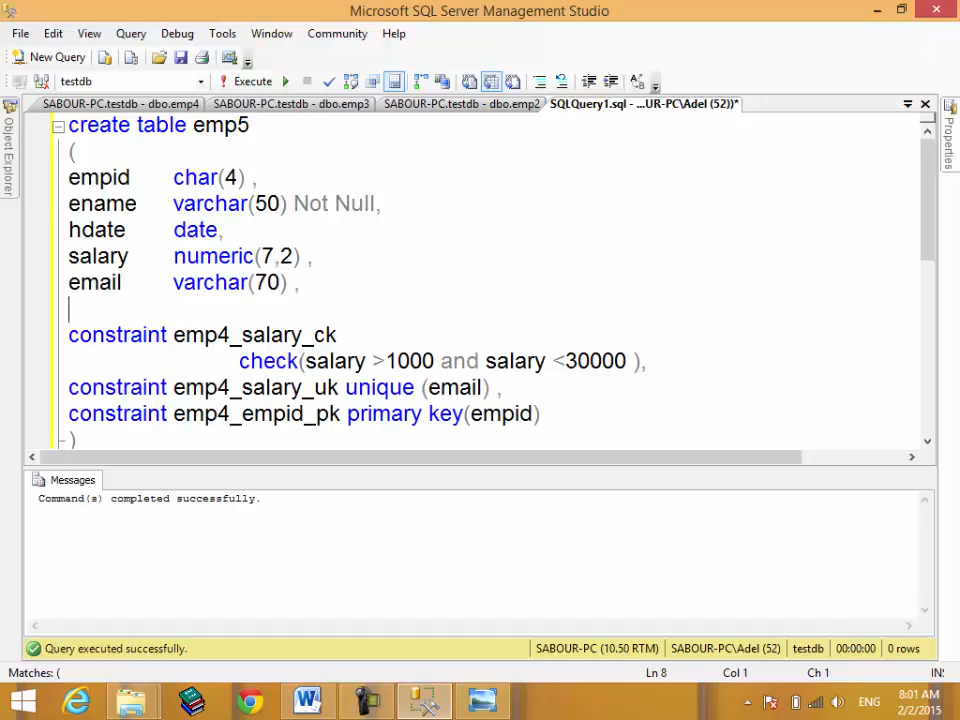 Microsoft SQL Server Management Studio
File Edit View Query Debug Tools Window Community Help
New Query
testdb Execute
SABOUR-PC.testdb - dbo.emp4 SABOUR-PC.testdb - dbo.emp3 SABOUR-PC.testdb - dbo.emp2 SQLQuery1.sql - ...UR-PC\Adel (52))*
Object Explorer
Properties
create table emp5
(
empid char(4) ,
ename varchar(50) Not Null,
hdate date,
salary numeric(7,2) ,
email varchar(70) ,
constraint emp4_salary_ck
check(salary >1000 and salary <30000 ),
constraint emp4_salary_uk unique (email) ,
constraint emp4_empid_pk primary key(empid)
)
Messages
Command(s) completed successfully.
Query executed successfully. SABOUR-PC (10.50 RTM) SABOUR-PC\Adel (52) testdb 00:00:00 0 rows
Matches: ( Ln 8 Col 1 Ch 1 INS
ENG
8:01 AM
2/2/2015